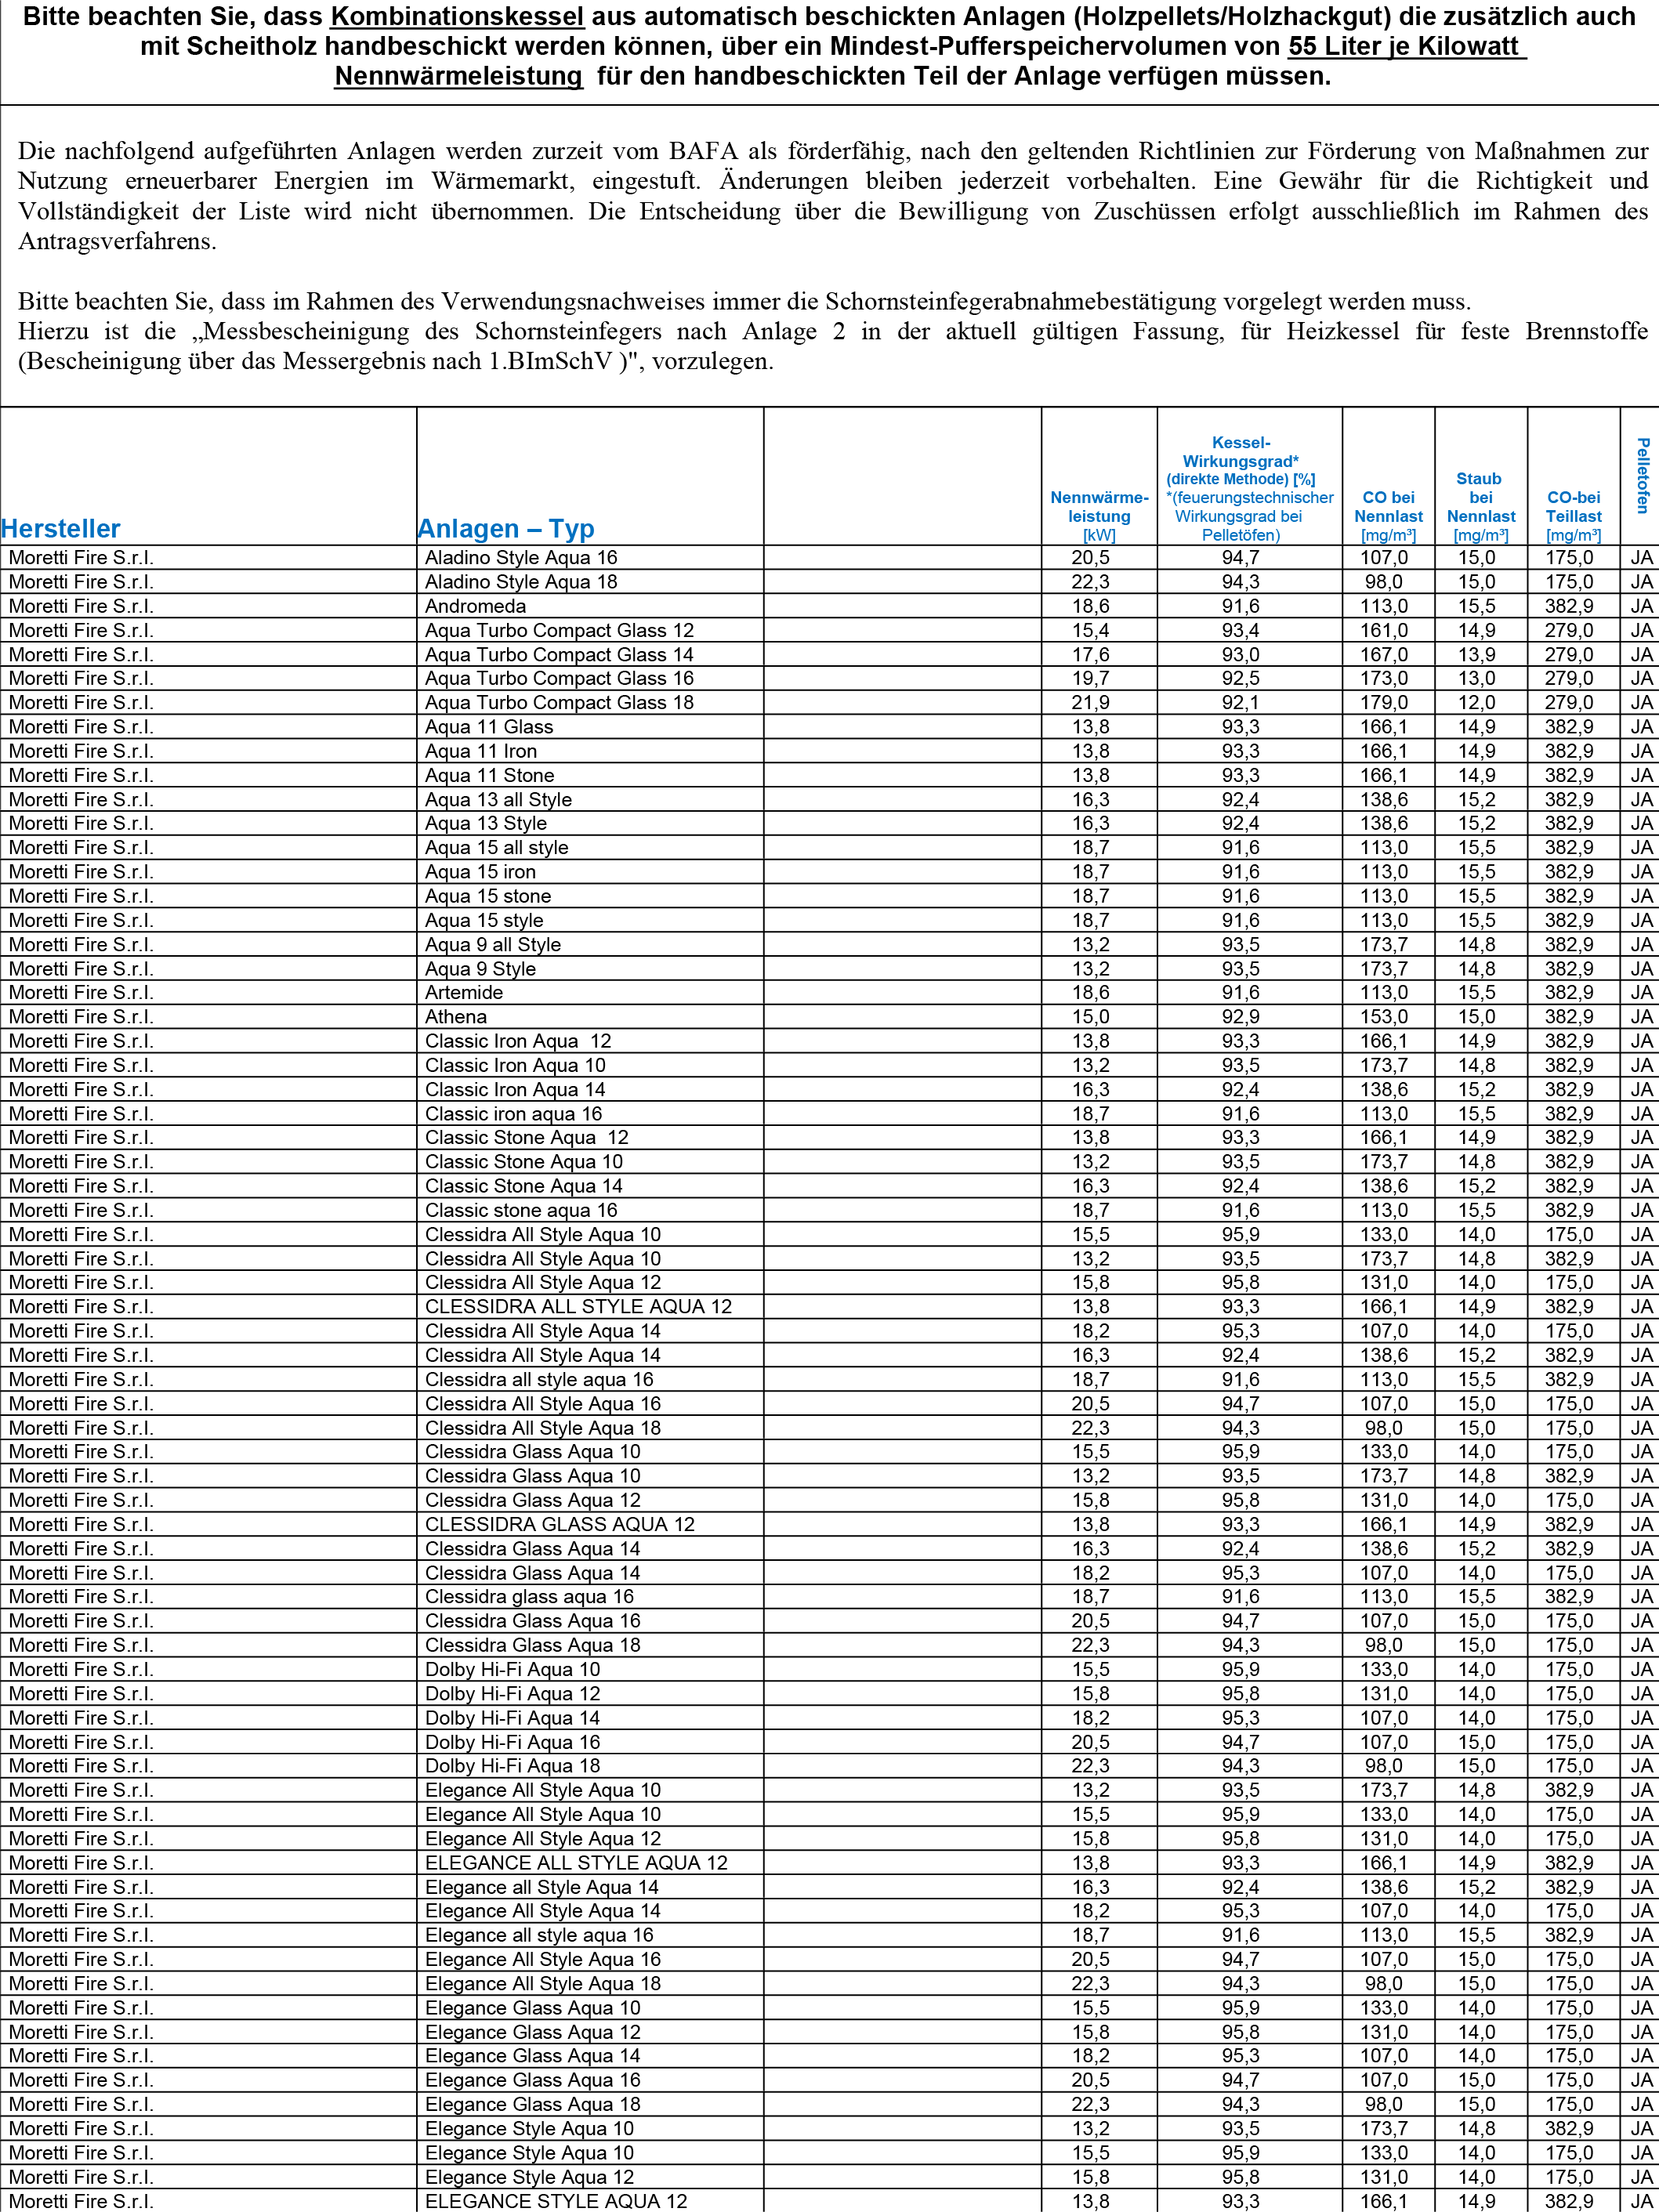 Bitte beachten Sie, dass Kombinationskessel aus automatisch beschickten Anlagen (Holzpellets/Holzhackgut) die zusätzlich auch
mit Scheitholz handbeschickt werden können, über ein Mindest-Pufferspeichervolumen von 55 Liter je Kilowatt
Nennwärmeleistung für den handbeschickten Teil der Anlage verfügen müssen.
Die nachfolgend aufgeführten Anlagen werden zurzeit vom BAFA als förderfähig, nach den geltenden Richtlinien zur Förderung von Maßnahmen zur
Nutzung erneuerbarer Energien im Wärmemarkt, eingestuft. Änderungen bleiben jederzeit vorbehalten. Eine Gewähr für die Richtigkeit und
Vollständigkeit der Liste wird nicht übernommen. Die Entscheidung über die Bewilligung von Zuschüssen erfolgt ausschließlich im Rahmen des
Antragsverfahrens.
Bitte beachten Sie, dass im Rahmen des Verwendungsnachweises immer die Schornsteinfegerabnahmebestätigung vorgelegt werden muss.
Hierzu ist die „Messbescheinigung des Schornsteinfegers nach Anlage 2 in der aktuell gültigen Fassung, für Heizkessel für feste Brennstoffe
(Bescheinigung über das Messergebnis nach 1.BImSchV )", vorzulegen.
Hersteller
Anlagen – Typ
Nennwärme-
leistung
[kW]
Kessel-
Wirkungsgrad*
(direkte Methode) [%]
*(feuerungstechnischer
Wirkungsgrad bei
Pelletöfen)
CO bei
Nennlast
[mg/m³]
Staub
bei
Nennlast
[mg/m³]
CO-bei
Teillast
[mg/m³]
Pelletofen
Moretti Fire S.r.l. Aladino Style Aqua 16 20,5 94,7 107,0 15,0 175,0 JA
Moretti Fire S.r.l. Aladino Style Aqua 18 22,3 94,3 98,0 15,0 175,0 JA
Moretti Fire S.r.l. Andromeda 18,6 91,6 113,0 15,5 382,9 JA
Moretti Fire S.r.l. Aqua Turbo Compact Glass 12 15,4 93,4 161,0 14,9 279,0 JA
Moretti Fire S.r.l. Aqua Turbo Compact Glass 14 17,6 93,0 167,0 13,9 279,0 JA
Moretti Fire S.r.l. Aqua Turbo Compact Glass 16 19,7 92,5 173,0 13,0 279,0 JA
Moretti Fire S.r.l. Aqua Turbo Compact Glass 18 21,9 92,1 179,0 12,0 279,0 JA
Moretti Fire S.r.l. Aqua 11 Glass 13,8 93,3 166,1 14,9 382,9 JA
Moretti Fire S.r.l. Aqua 11 Iron 13,8 93,3 166,1 14,9 382,9 JA
Moretti Fire S.r.l. Aqua 11 Stone 13,8 93,3 166,1 14,9 382,9 JA
Moretti Fire S.r.l. Aqua 13 all Style 16,3 92,4 138,6 15,2 382,9 JA
Moretti Fire S.r.l. Aqua 13 Style 16,3 92,4 138,6 15,2 382,9 JA
Moretti Fire S.r.l. Aqua 15 all style 18,7 91,6 113,0 15,5 382,9 JA
Moretti Fire S.r.l. Aqua 15 iron 18,7 91,6 113,0 15,5 382,9 JA
Moretti Fire S.r.l. Aqua 15 stone 18,7 91,6 113,0 15,5 382,9 JA
Moretti Fire S.r.l. Aqua 15 style 18,7 91,6 113,0 15,5 382,9 JA
Moretti Fire S.r.l. Aqua 9 all Style 13,2 93,5 173,7 14,8 382,9 JA
Moretti Fire S.r.l. Aqua 9 Style 13,2 93,5 173,7 14,8 382,9 JA
Moretti Fire S.r.l. Artemide 18,6 91,6 113,0 15,5 382,9 JA
Moretti Fire S.r.l. Athena 15,0 92,9 153,0 15,0 382,9 JA
Moretti Fire S.r.l. Classic Iron Aqua  12 13,8 93,3 166,1 14,9 382,9 JA
Moretti Fire S.r.l. Classic Iron Aqua 10 13,2 93,5 173,7 14,8 382,9 JA
Moretti Fire S.r.l. Classic Iron Aqua 14 16,3 92,4 138,6 15,2 382,9 JA
Moretti Fire S.r.l. Classic iron aqua 16 18,7 91,6 113,0 15,5 382,9 JA
Moretti Fire S.r.l. Classic Stone Aqua  12 13,8 93,3 166,1 14,9 382,9 JA
Moretti Fire S.r.l. Classic Stone Aqua 10 13,2 93,5 173,7 14,8 382,9 JA
Moretti Fire S.r.l. Classic Stone Aqua 14 16,3 92,4 138,6 15,2 382,9 JA
Moretti Fire S.r.l. Classic stone aqua 16 18,7 91,6 113,0 15,5 382,9 JA
Moretti Fire S.r.l. Clessidra All Style Aqua 10 15,5 95,9 133,0 14,0 175,0 JA
Moretti Fire S.r.l. Clessidra All Style Aqua 10 13,2 93,5 173,7 14,8 382,9 JA
Moretti Fire S.r.l. Clessidra All Style Aqua 12 15,8 95,8 131,0 14,0 175,0 JA
Moretti Fire S.r.l. CLESSIDRA ALL STYLE AQUA 12 13,8 93,3 166,1 14,9 382,9 JA
Moretti Fire S.r.l. Clessidra All Style Aqua 14 18,2 95,3 107,0 14,0 175,0 JA
Moretti Fire S.r.l. Clessidra All Style Aqua 14 16,3 92,4 138,6 15,2 382,9 JA
Moretti Fire S.r.l. Clessidra all style aqua 16 18,7 91,6 113,0 15,5 382,9 JA
Moretti Fire S.r.l. Clessidra All Style Aqua 16 20,5 94,7 107,0 15,0 175,0 JA
Moretti Fire S.r.l. Clessidra All Style Aqua 18 22,3 94,3 98,0 15,0 175,0 JA
Moretti Fire S.r.l. Clessidra Glass Aqua 10 15,5 95,9 133,0 14,0 175,0 JA
Moretti Fire S.r.l. Clessidra Glass Aqua 10 13,2 93,5 173,7 14,8 382,9 JA
Moretti Fire S.r.l. Clessidra Glass Aqua 12 15,8 95,8 131,0 14,0 175,0 JA
Moretti Fire S.r.l. CLESSIDRA GLASS AQUA 12 13,8 93,3 166,1 14,9 382,9 JA
Moretti Fire S.r.l. Clessidra Glass Aqua 14 16,3 92,4 138,6 15,2 382,9 JA
Moretti Fire S.r.l. Clessidra Glass Aqua 14 18,2 95,3 107,0 14,0 175,0 JA
Moretti Fire S.r.l. Clessidra glass aqua 16 18,7 91,6 113,0 15,5 382,9 JA
Moretti Fire S.r.l. Clessidra Glass Aqua 16 20,5 94,7 107,0 15,0 175,0 JA
Moretti Fire S.r.l. Clessidra Glass Aqua 18 22,3 94,3 98,0 15,0 175,0 JA
Moretti Fire S.r.l. Dolby Hi-Fi Aqua 10 15,5 95,9 133,0 14,0 175,0 JA
Moretti Fire S.r.l. Dolby Hi-Fi Aqua 12 15,8 95,8 131,0 14,0 175,0 JA
Moretti Fire S.r.l. Dolby Hi-Fi Aqua 14 18,2 95,3 107,0 14,0 175,0 JA
Moretti Fire S.r.l. Dolby Hi-Fi Aqua 16 20,5 94,7 107,0 15,0 175,0 JA
Moretti Fire S.r.l. Dolby Hi-Fi Aqua 18 22,3 94,3 98,0 15,0 175,0 JA
Moretti Fire S.r.l. Elegance All Style Aqua 10 13,2 93,5 173,7 14,8 382,9 JA
Moretti Fire S.r.l. Elegance All Style Aqua 10 15,5 95,9 133,0 14,0 175,0 JA
Moretti Fire S.r.l. Elegance All Style Aqua 12 15,8 95,8 131,0 14,0 175,0 JA
Moretti Fire S.r.l. ELEGANCE ALL STYLE AQUA 12 13,8 93,3 166,1 14,9 382,9 JA
Moretti Fire S.r.l. Elegance all Style Aqua 14 16,3 92,4 138,6 15,2 382,9 JA
Moretti Fire S.r.l. Elegance All Style Aqua 14 18,2 95,3 107,0 14,0 175,0 JA
Moretti Fire S.r.l. Elegance all style aqua 16 18,7 91,6 113,0 15,5 382,9 JA
Moretti Fire S.r.l. Elegance All Style Aqua 16 20,5 94,7 107,0 15,0 175,0 JA
Moretti Fire S.r.l. Elegance All Style Aqua 18 22,3 94,3 98,0 15,0 175,0 JA
Moretti Fire S.r.l. Elegance Glass Aqua 10 15,5 95,9 133,0 14,0 175,0 JA
Moretti Fire S.r.l. Elegance Glass Aqua 12 15,8 95,8 131,0 14,0 175,0 JA
Moretti Fire S.r.l. Elegance Glass Aqua 14 18,2 95,3 107,0 14,0 175,0 JA
Moretti Fire S.r.l. Elegance Glass Aqua 16 20,5 94,7 107,0 15,0 175,0 JA
Moretti Fire S.r.l. Elegance Glass Aqua 18 22,3 94,3 98,0 15,0 175,0 JA
Moretti Fire S.r.l. Elegance Style Aqua 10 13,2 93,5 173,7 14,8 382,9 JA
Moretti Fire S.r.l. Elegance Style Aqua 10 15,5 95,9 133,0 14,0 175,0 JA
Moretti Fire S.r.l. Elegance Style Aqua 12 15,8 95,8 131,0 14,0 175,0 JA
Moretti Fire S.r.l. ELEGANCE STYLE AQUA 12 13,8 93,3 166,1 14,9 382,9 JA